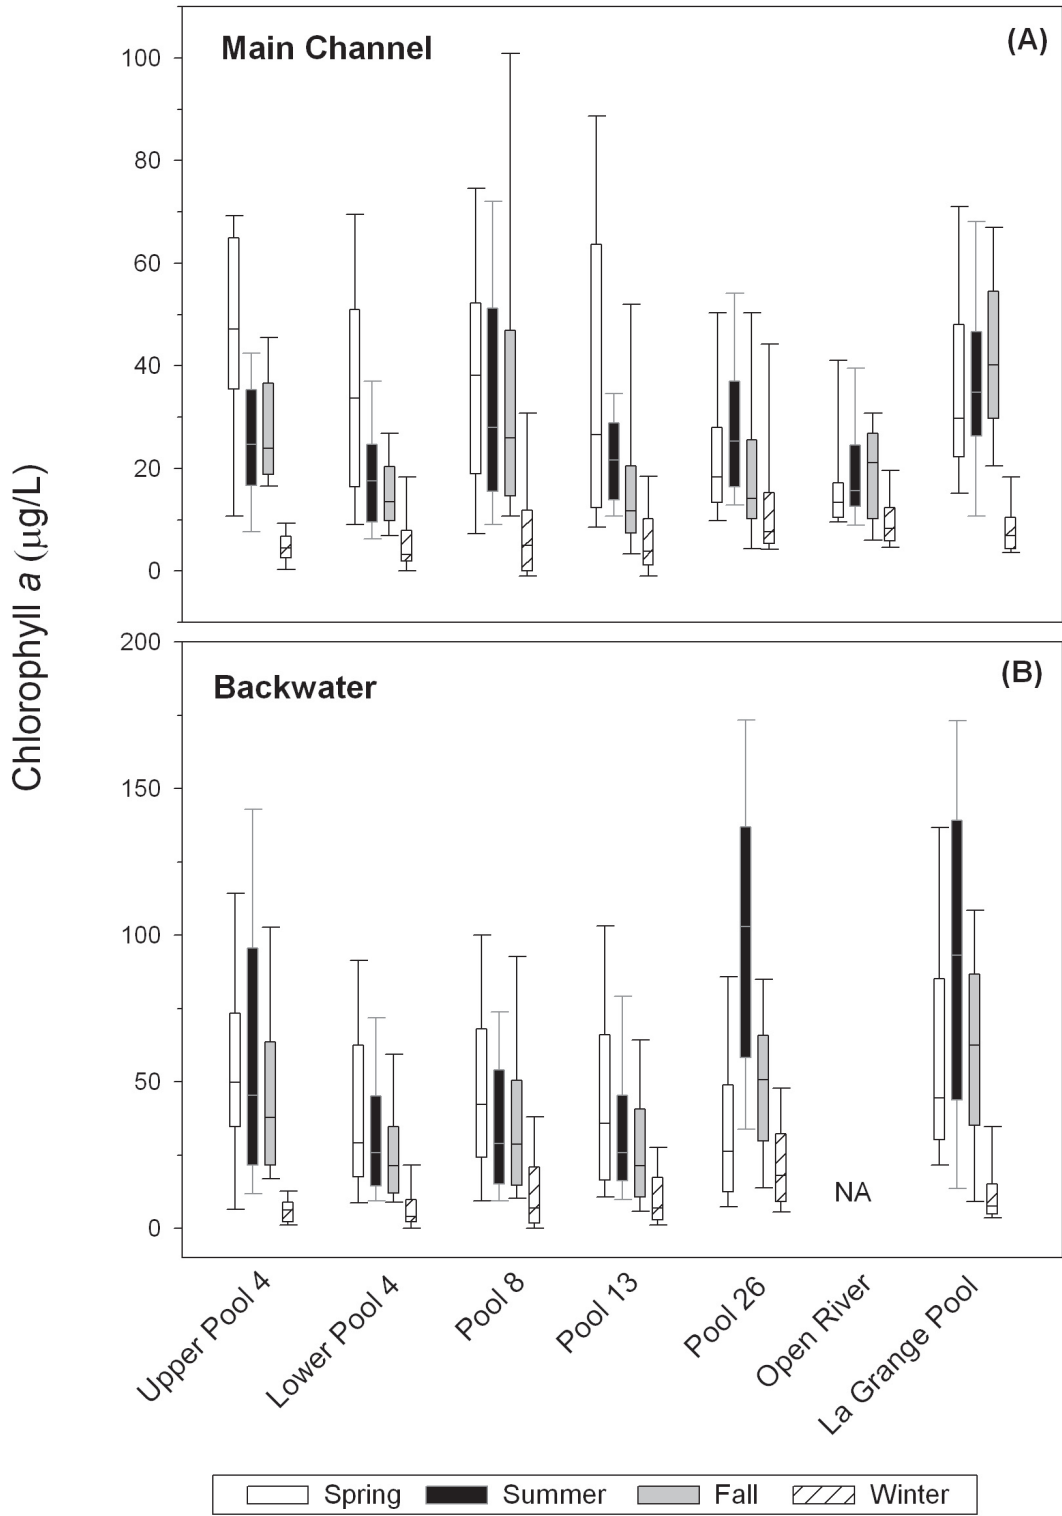 Main Channel
(A)
100
80
60
40
20
0
Chlorophyll a (µg/L)
200
Backwater
(B)
150
100
50
0
NA
Upper Pool 4
Lower Pool 4
Pool 8
Pool 13
Pool 26
Open River
La Grange Pool
Spring Summer Fall Winter